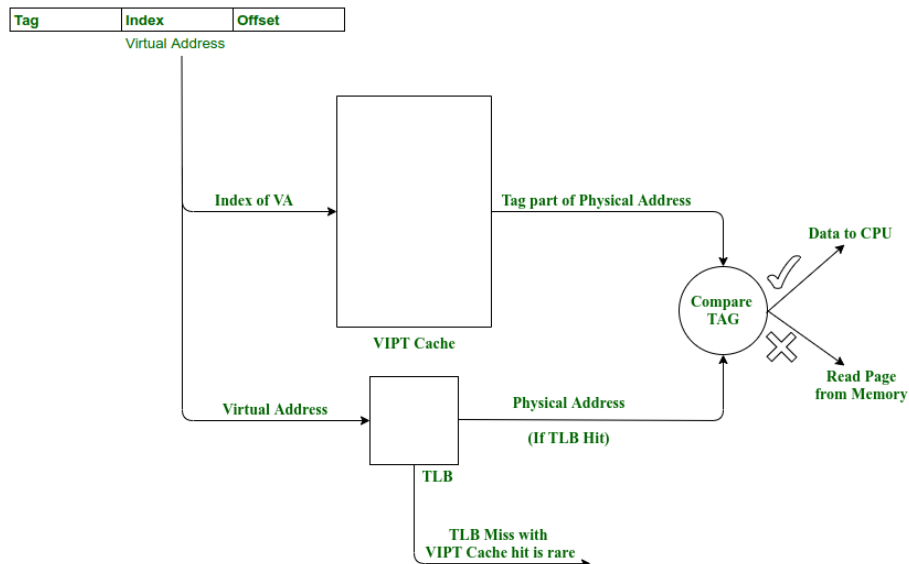 Tag Index Offset
Virtual Address
Index of VA
Tag part of Physical Address
Data to CPU
Compare
TAG
VIPT Cache
Read Page
from Memory
Virtual Address
Physical Address
(If TLB Hit)
TLB
TLB Miss with
VIPT Cache hit is rare